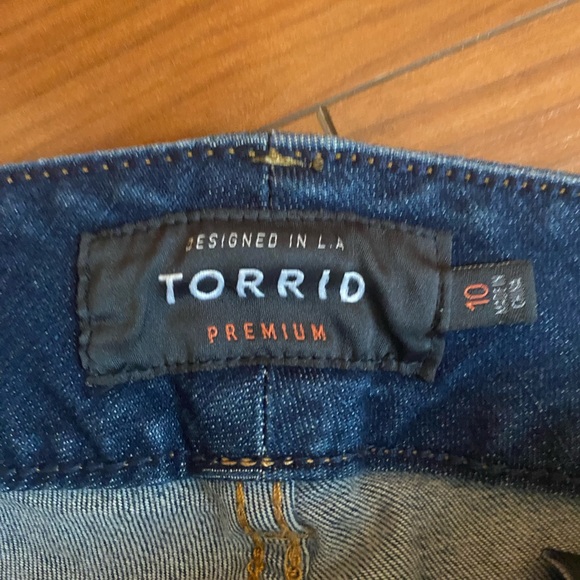 DESIGNED IN L.A
TORRID
PREMIUM
10
MADE IN
CHINA